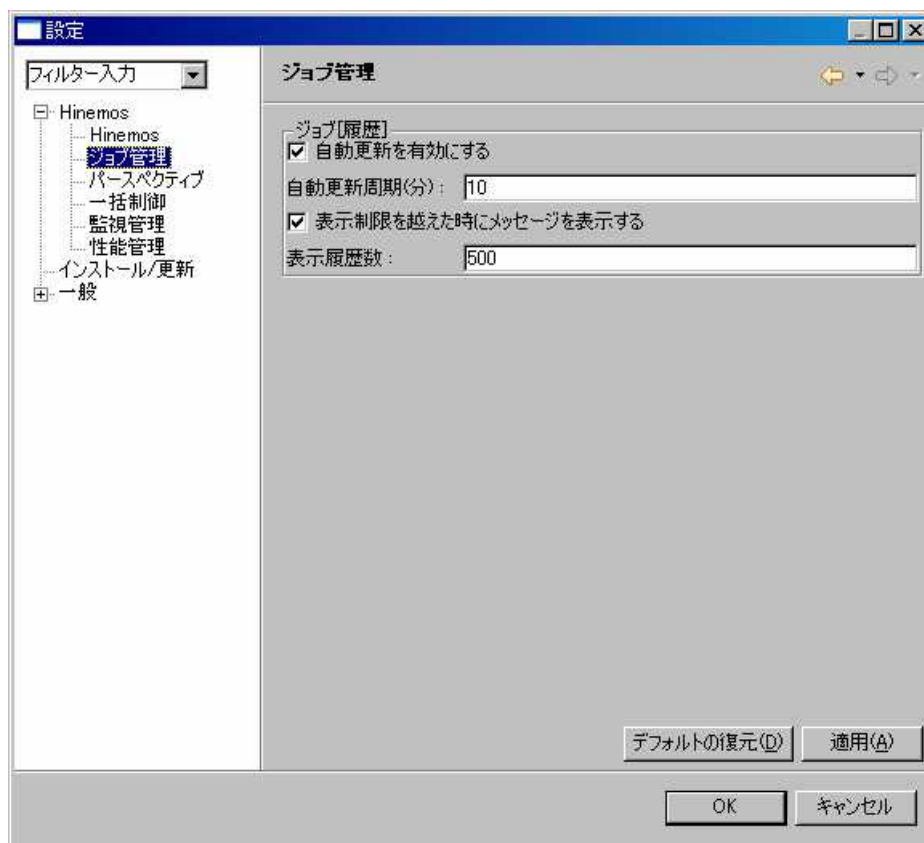 設定
フィルター入力
ジョブ管理
Hinemos
Hinemos
ジョブ管理
パースペクティブ
一括制御
監視管理
性能管理
インストール/更新
一般
ジョブ[履歴]
自動更新を有効にする
自動更新周期(分): 10
表示制限を越えた時にメッセージを表示する
表示履歴数: 500
デフォルトの復元(D) 適用(A)
OK キャンセル